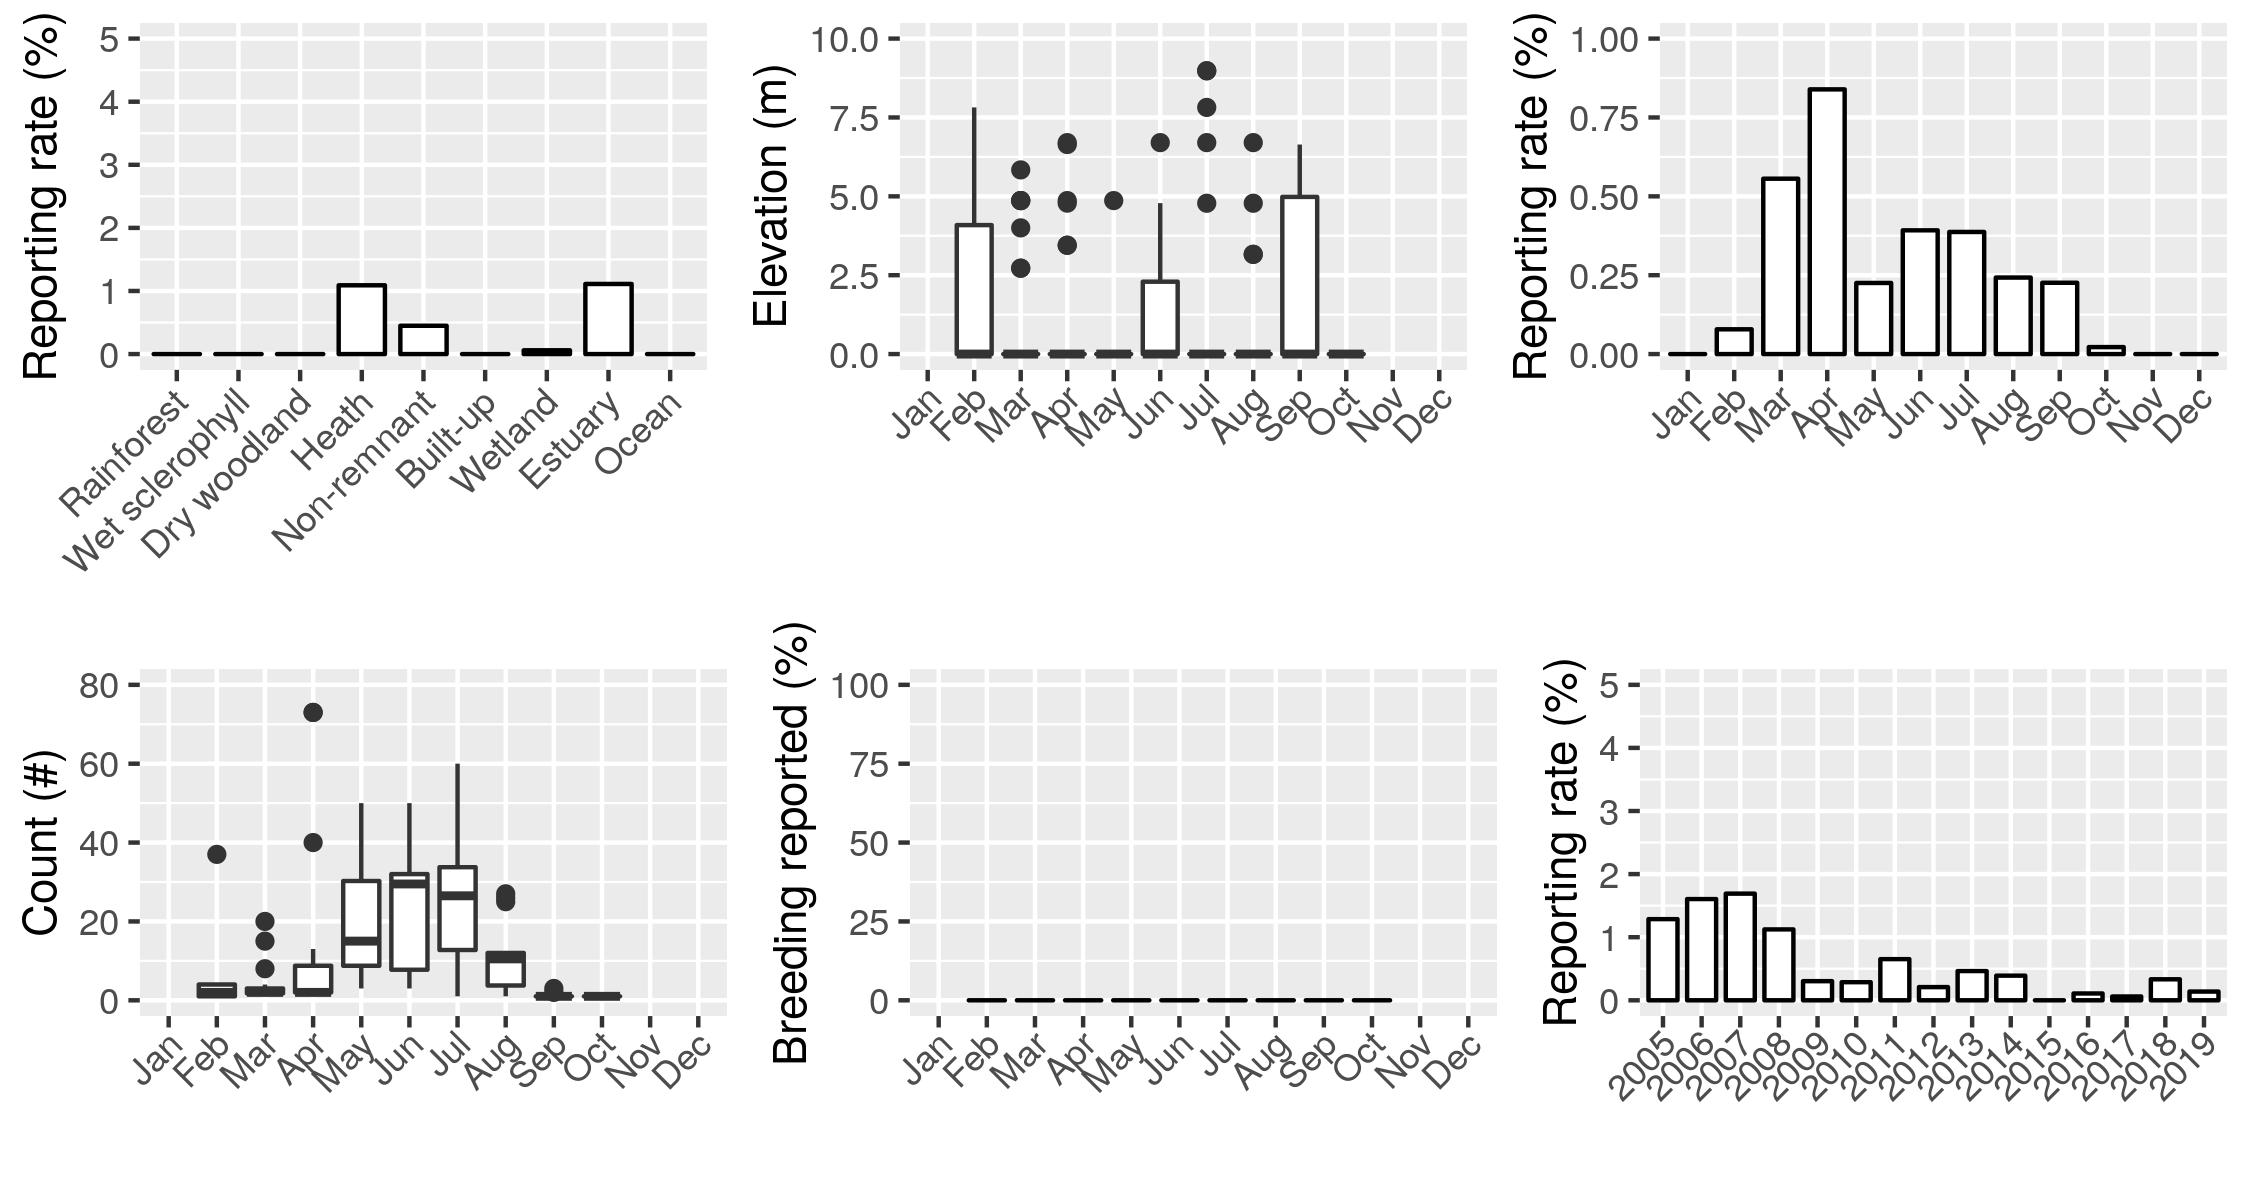 Reporting rate (%)
5
4
3
2
1
0
Rainforest
Wet sclerophyll
Dry woodland
Heath
Non-remnant
Built-up
Wetland
Estuary
Ocean
Elevation (m)
10.0
7.5
5.0
2.5
0.0
Jan
Feb
Mar
Apr
May
Jun
Jul
Aug
Sep
Oct
Nov
Dec
Reporting rate (%)
1.00
0.75
0.50
0.25
0.00
Jan
Feb
Mar
Apr
May
Jun
Jul
Aug
Sep
Oct
Nov
Dec
Count (#)
80
60
40
20
0
Jan
Feb
Mar
Apr
May
Jun
Jul
Aug
Sep
Oct
Nov
Dec
Breeding reported (%)
100
75
50
25
0
Jan
Feb
Mar
Apr
May
Jun
Jul
Aug
Sep
Oct
Nov
Dec
Reporting rate (%)
5
4
3
2
1
0
2005
2006
2007
2008
2009
2010
2011
2012
2013
2014
2015
2016
2017
2018
2019